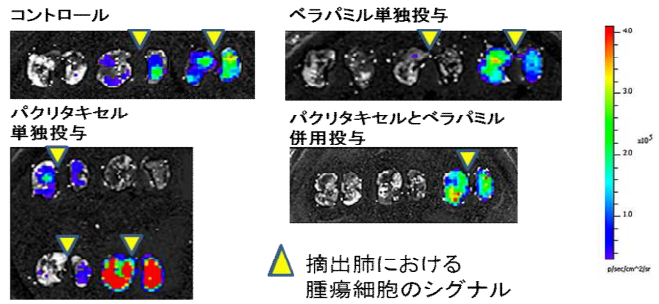 コントロール
ベラパミル単独投与
パクリタキセル
単独投与
パクリタキセルとベラパミル
併用投与
摘出肺における
腫瘍細胞のシグナル
4.0
3.0
x10^5
2.0
1.0
p/sec/cm^2/sr